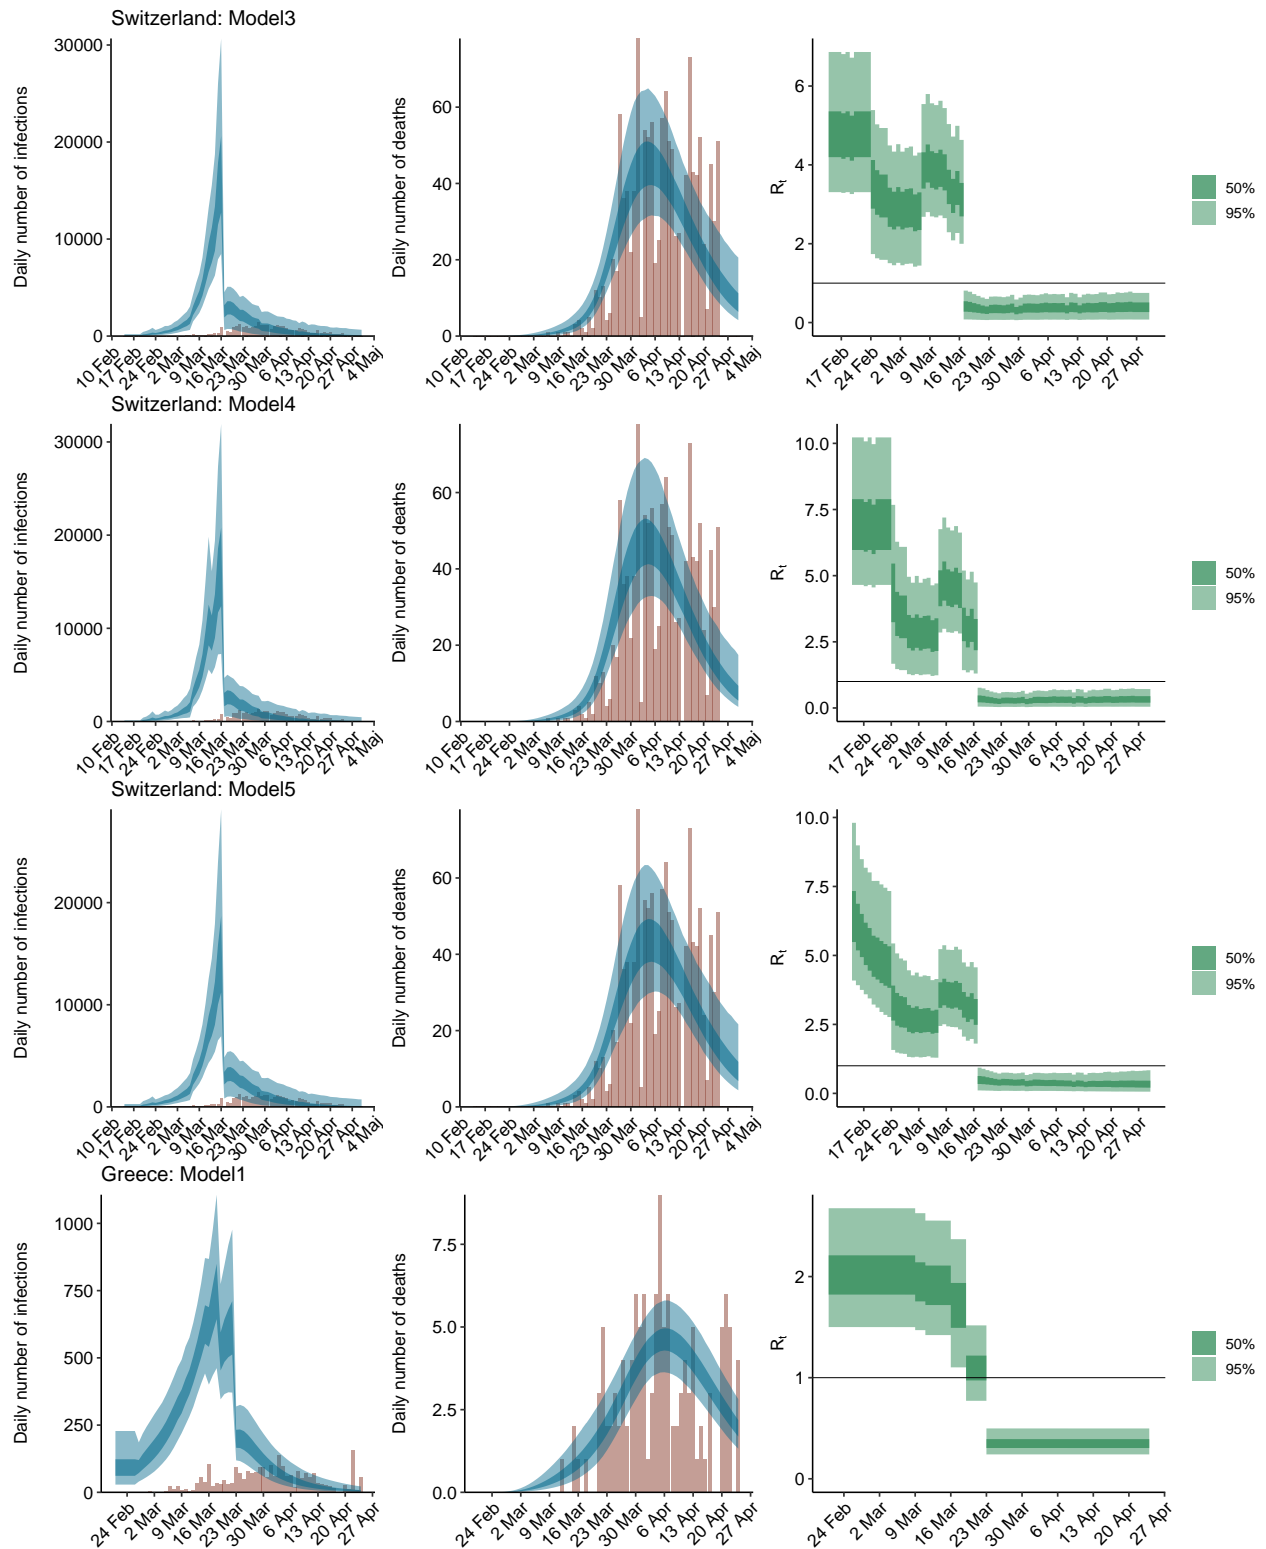 Switzerland: Model3
Daily number of infections
30000
20000
10000
0
10 Feb
17 Feb
24 Feb
2 Mar
9 Mar
16 Mar
23 Mar
30 Mar
6 Apr
13 Apr
20 Apr
27 Apr
4 Maj
Daily number of deaths
60
40
20
0
10 Feb
17 Feb
24 Feb
2 Mar
9 Mar
16 Mar
23 Mar
30 Mar
6 Apr
13 Apr
20 Apr
27 Apr
4 Maj
Rt
6
4
2
0
17 Feb
24 Feb
2 Mar
9 Mar
16 Mar
23 Mar
30 Mar
6 Apr
13 Apr
20 Apr
27 Apr
50%
95%
Switzerland: Model4
Daily number of infections
30000
20000
10000
0
10 Feb
17 Feb
24 Feb
2 Mar
9 Mar
16 Mar
23 Mar
30 Mar
6 Apr
13 Apr
20 Apr
27 Apr
4 Maj
Daily number of deaths
60
40
20
0
10 Feb
17 Feb
24 Feb
2 Mar
9 Mar
16 Mar
23 Mar
30 Mar
6 Apr
13 Apr
20 Apr
27 Apr
4 Maj
Rt
10.0
7.5
5.0
2.5
0.0
17 Feb
24 Feb
2 Mar
9 Mar
16 Mar
23 Mar
30 Mar
6 Apr
13 Apr
20 Apr
27 Apr
50%
95%
Switzerland: Model5
Daily number of infections
20000
10000
0
10 Feb
17 Feb
24 Feb
2 Mar
9 Mar
16 Mar
23 Mar
30 Mar
6 Apr
13 Apr
20 Apr
27 Apr
4 Maj
Daily number of deaths
60
40
20
0
10 Feb
17 Feb
24 Feb
2 Mar
9 Mar
16 Mar
23 Mar
30 Mar
6 Apr
13 Apr
20 Apr
27 Apr
4 Maj
Rt
10.0
7.5
5.0
2.5
0.0
17 Feb
24 Feb
2 Mar
9 Mar
16 Mar
23 Mar
30 Mar
6 Apr
13 Apr
20 Apr
27 Apr
50%
95%
Greece: Model1
Daily number of infections
1000
750
500
250
0
24 Feb
2 Mar
9 Mar
16 Mar
23 Mar
30 Mar
6 Apr
13 Apr
20 Apr
27 Apr
Daily number of deaths
7.5
5.0
2.5
0.0
24 Feb
2 Mar
9 Mar
16 Mar
23 Mar
30 Mar
6 Apr
13 Apr
20 Apr
27 Apr
Rt
2
1
0
24 Feb
2 Mar
9 Mar
16 Mar
23 Mar
30 Mar
6 Apr
13 Apr
20 Apr
27 Apr
50%
95%